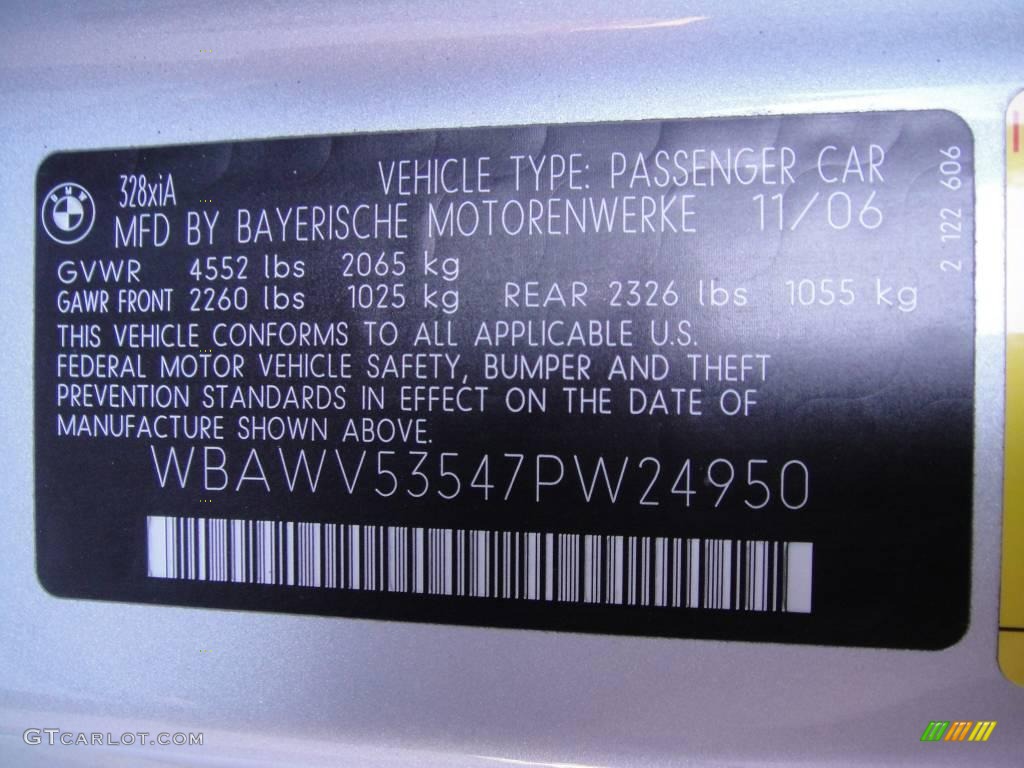 328xiA VEHICLE TYPE: PASSENGER CAR
MFD BY BAYERISCHE MOTORENWERKE 11/06
GVWR 4552 lbs 2065 kg
GAWR FRONT 2260 lbs 1025 kg REAR 2326 lbs 1055 kg
THIS VEHICLE CONFORMS TO ALL APPLICABLE U.S.
FEDERAL MOTOR VEHICLE SAFETY, BUMPER AND THEFT
PREVENTION STANDARDS IN EFFECT ON THE DATE OF
MANUFACTURE SHOWN ABOVE.
WBAWV53547PW24950
2 122 606
GTCARLOT.COM